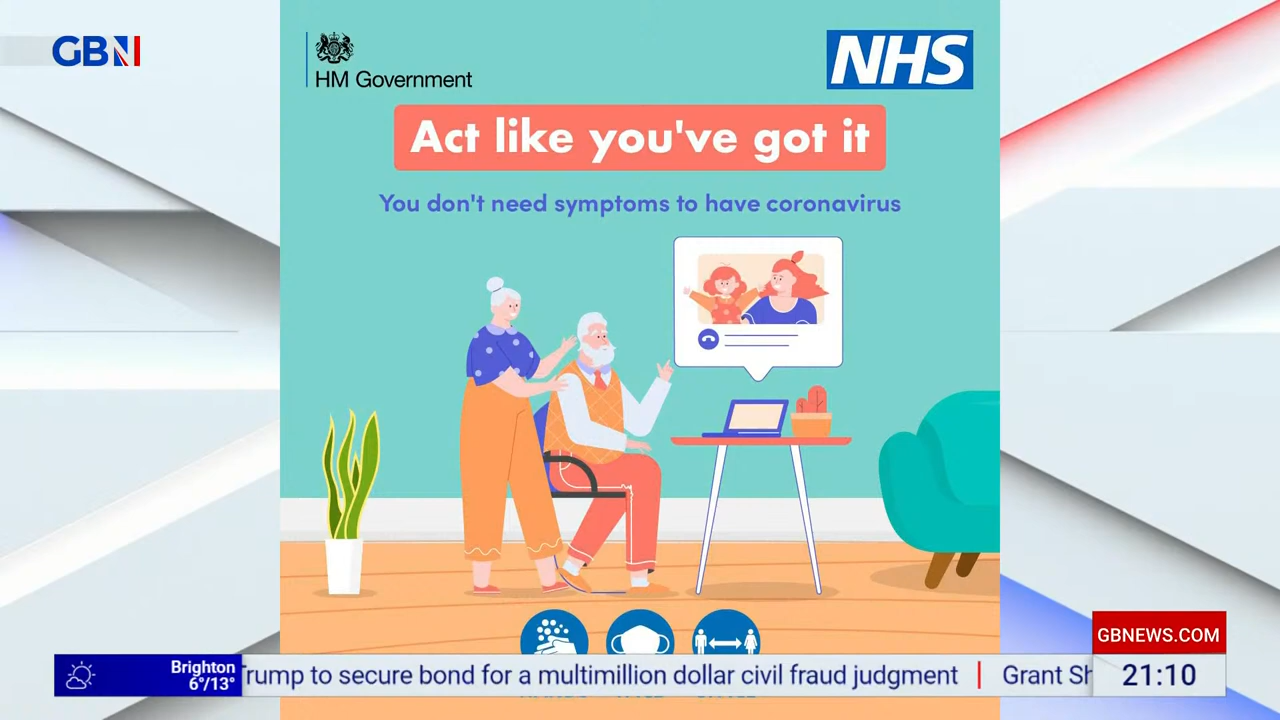 GBN
HM Government
NHS
Act like you've got it
You don't need symptoms to have coronavirus
GBNEWS.COM
Brighton
6°/13°
rump to secure bond for a multimillion dollar civil fraud judgment | Grant Sh
21:10